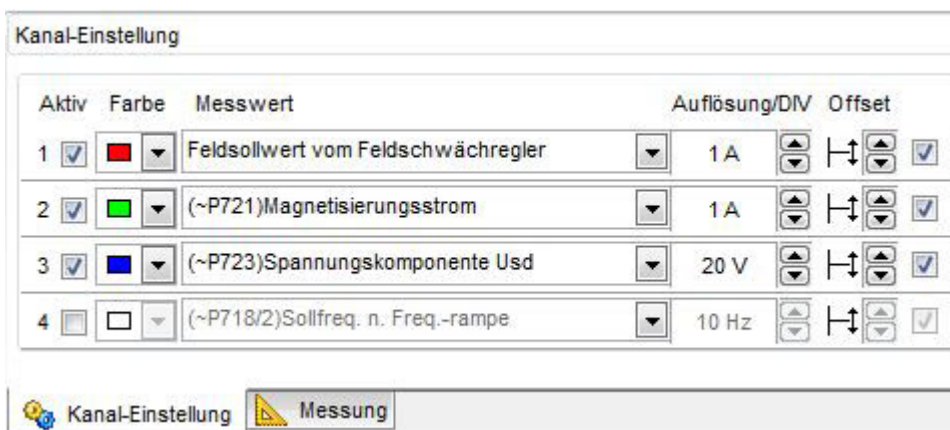 Kanal-Einstellung
Aktiv Farbe Messwert Auflösung/DIV Offset
1 Feldsollwert vom Feldschwächregler 1 A
2 (~P721)Magnetisierungsstrom 1 A
3 (~P723)Spannungskomponente Usd 20 V
4 (~P718/2)Sollfreq. n. Freq.-rampe 10 Hz
Kanal-Einstellung Messung